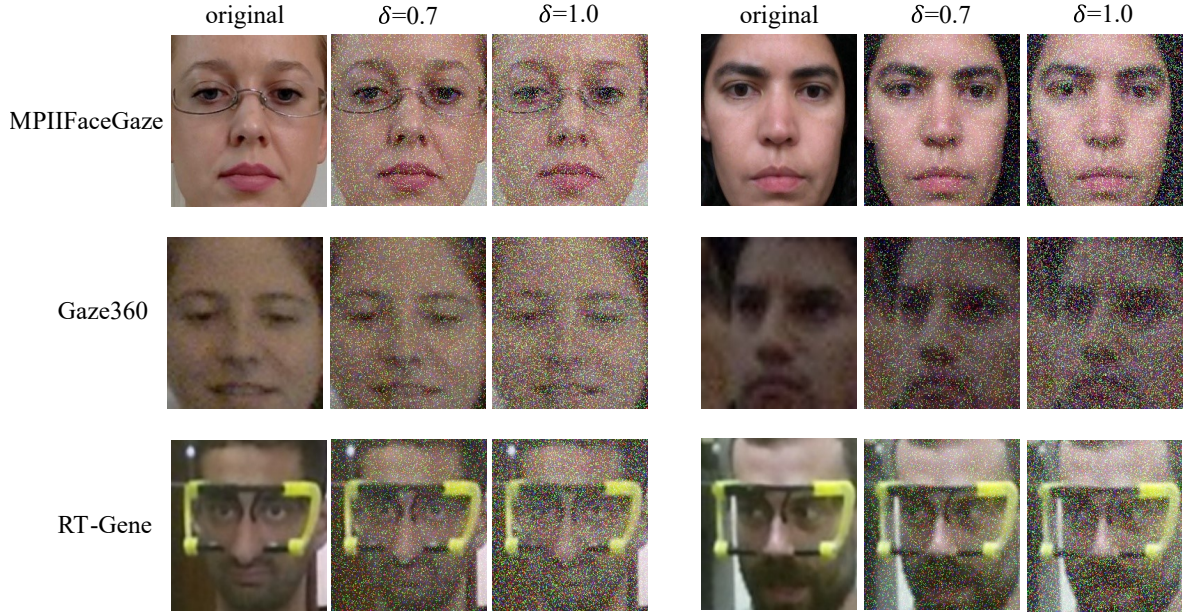 original δ=0.7 δ=1.0 original δ=0.7 δ=1.0
MPIIFaceGaze
Gaze360
RT-Gene